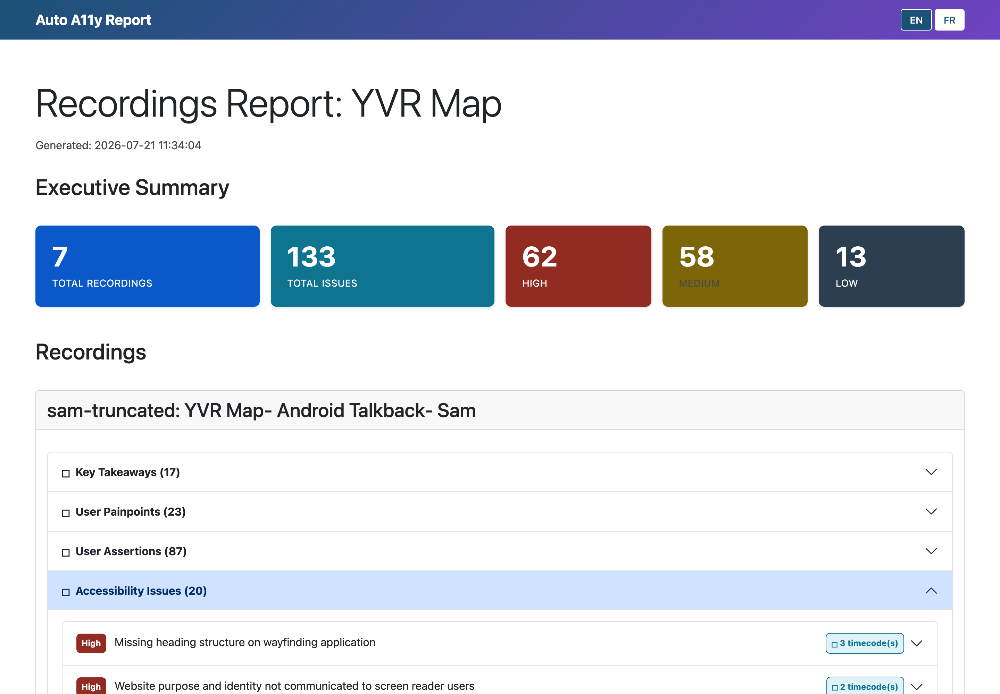 Auto A11y Report
EN
FR
Recordings Report: YVR Map
Generated: 2026-07-21 11:34:04
Executive Summary
7
TOTAL RECORDINGS
133
TOTAL ISSUES
62
HIGH
58
MEDIUM
13
LOW
Recordings
sam-truncated: YVR Map- Android Talkback- Sam
Key Takeaways (17)
User Painpoints (23)
User Assertions (87)
Accessibility Issues (20)
High Missing heading structure on wayfinding application 3 timecode(s)
High Website purpose and identity not communicated to screen reader users 2 timecode(s)